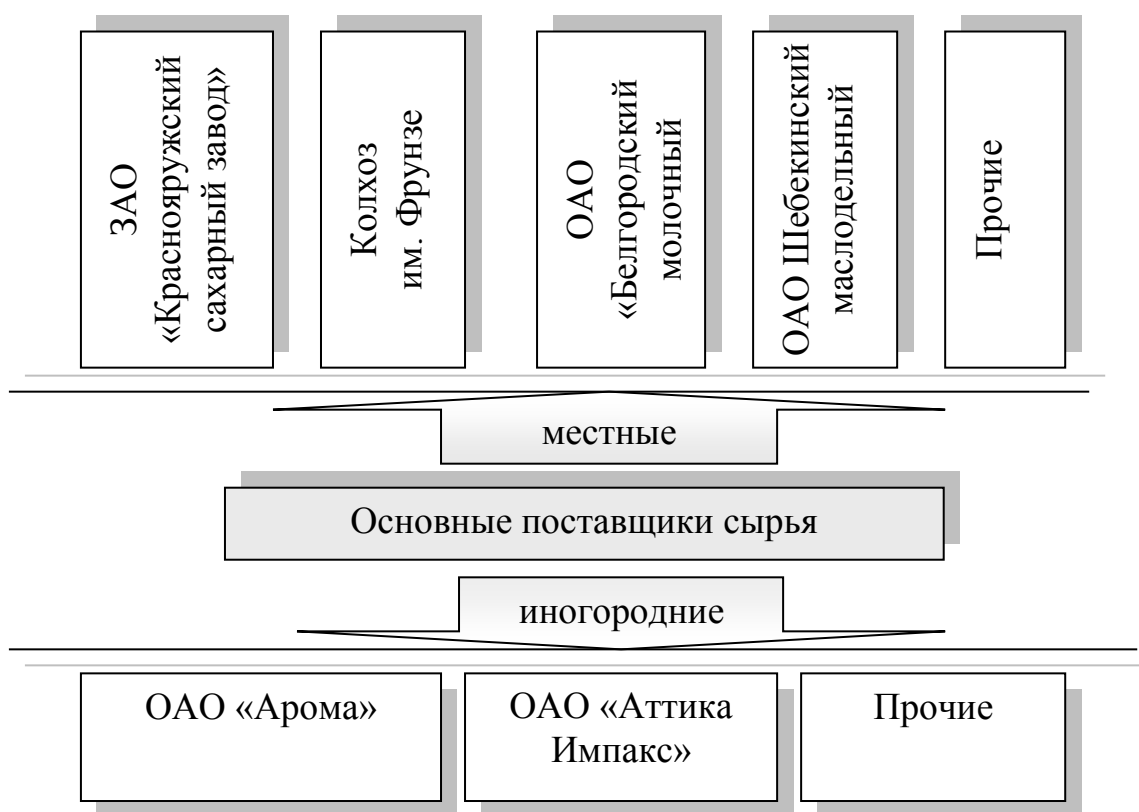 ЗАО
«Краснояружский
сахарный завод»
Колхоз
им. Фрунзе
ОАО
«Белгородский
молочный
ОАО Шебекинский
маслодельный
Прочие
местные
Основные поставщики сырья
иногородние
ОАО «Арома»
ОАО «Аттика
Импакс»
Прочие